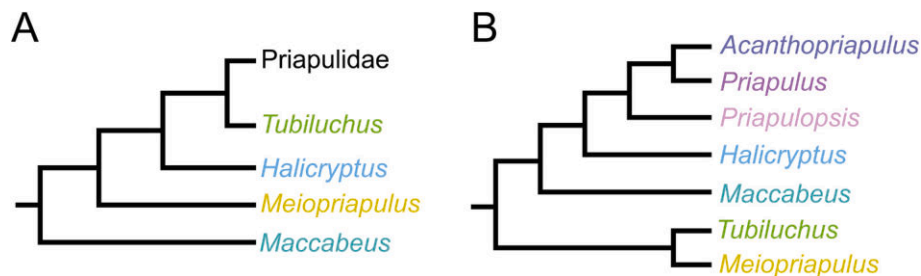 A
Priapulidae
Tubiluchus
Halicryptus
Meiopriapulus
Maccabeus
B
Acanthopriapulus
Priapulus
Priapulopsis
Halicryptus
Maccabeus
Tubiluchus
Meiopriapulus